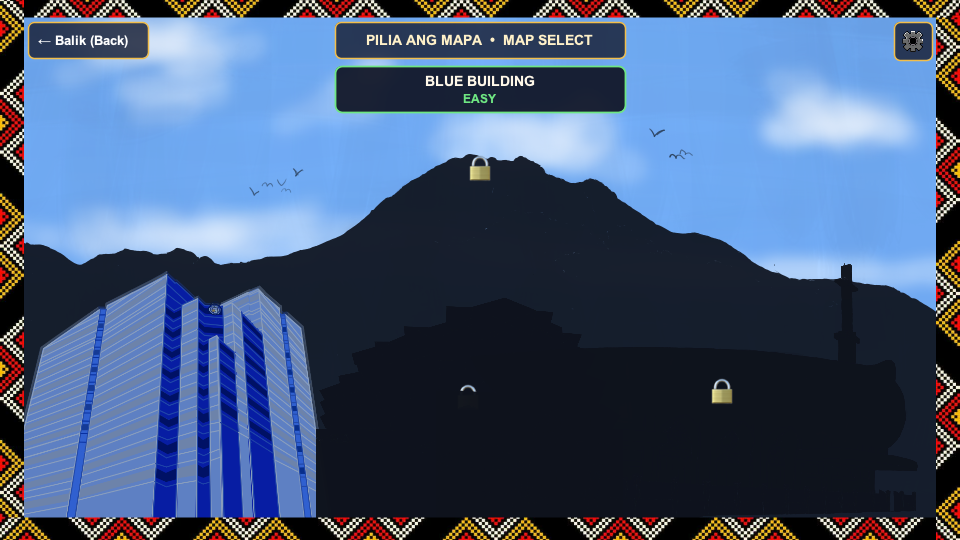 ← Balik (Back)
PILIA ANG MAPA • MAP SELECT
BLUE BUILDING
EASY